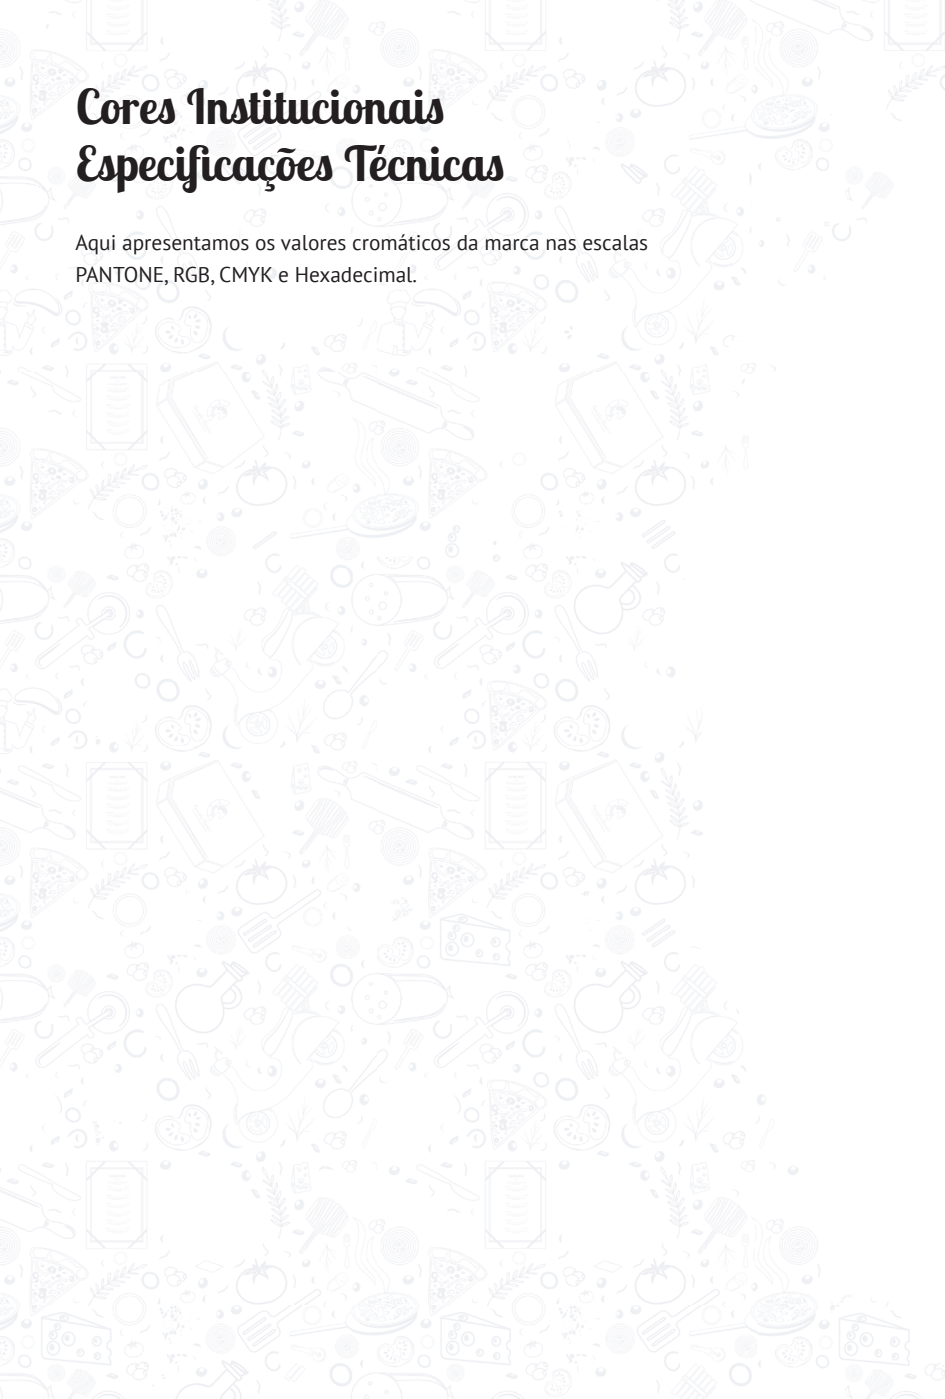 Cores Institucionais
Especificações Técnicas
Aqui apresentamos os valores cromáticos da marca nas escalas
PANTONE, RGB, CMYK e Hexadecimal.